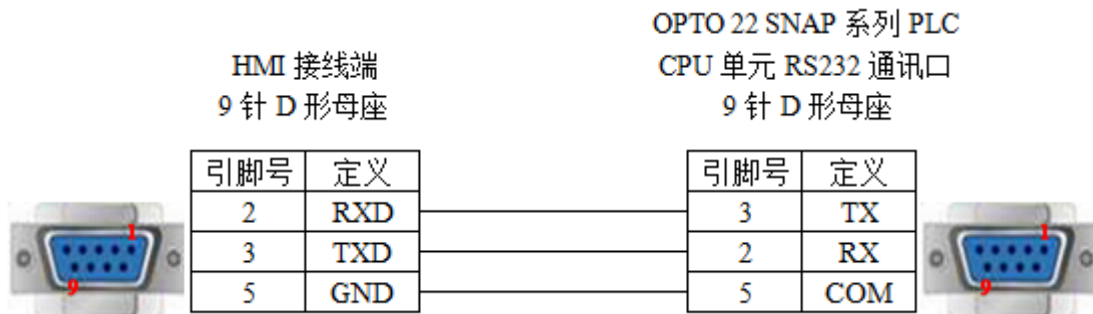 OPTO 22 SNAP 系列 PLC
HMI 接线端
CPU 单元 RS232 通讯口
9 针 D 形母座
9 针 D 形母座
引脚号 定义
引脚号 定义
2 RXD
3 TX
3 TXD
2 RX
5 GND
5 COM
1
9
1
9